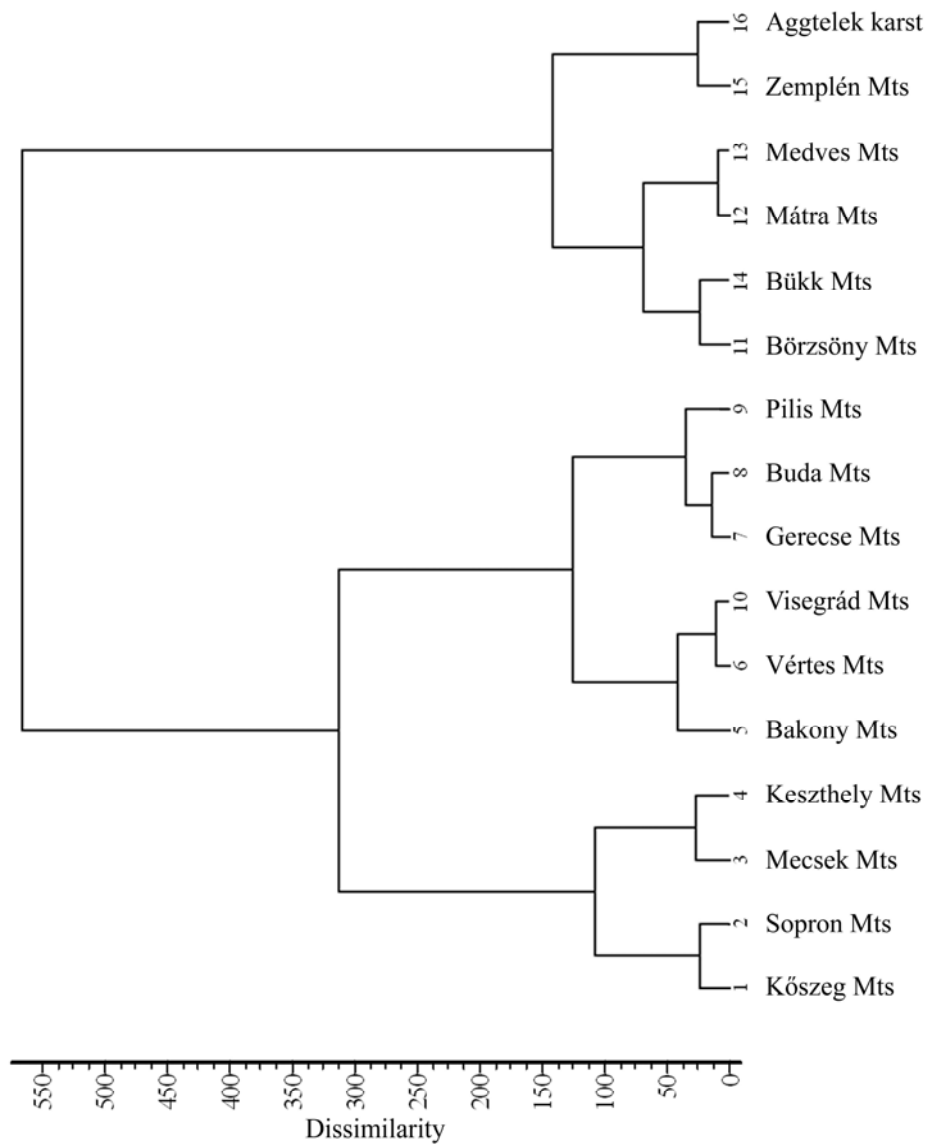 16 Aggtelek karst
15 Zemplén Mts
13 Medves Mts
12 Mátra Mts
14 Bükk Mts
11 Börzsöny Mts
9 Pilis Mts
8 Buda Mts
7 Gerecse Mts
10 Visegrád Mts
6 Vértes Mts
5 Bakony Mts
4 Keszthely Mts
3 Mecsek Mts
2 Sopron Mts
1 Kőszeg Mts
550 500 450 400 350 300 250 200 150 100 50 0
Dissimilarity